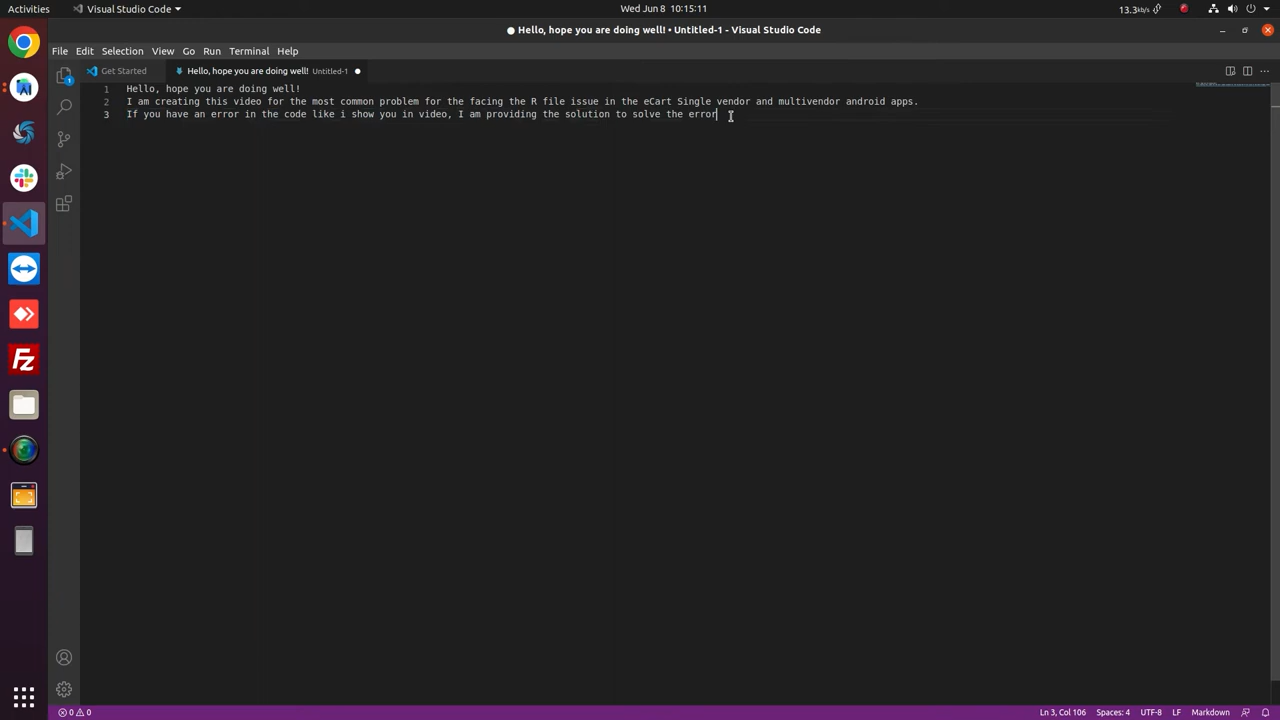 Activities
Visual Studio Code
Wed Jun 8 10:15:11
13.3kb/s
Hello, hope you are doing well! • Untitled-1 - Visual Studio Code
File Edit Selection View Go Run Terminal Help
Get Started
Hello, hope you are doing well! Untitled-1
1 Hello, hope you are doing well!
2 I am creating this video for the most common problem for the facing the R file issue in the eCart Single vendor and multivendor android apps.
3 If you have an error in the code like i show you in video, I am providing the solution to solve the error
0 0
Ln 3, Col 106 Spaces: 4 UTF-8 LF Markdown